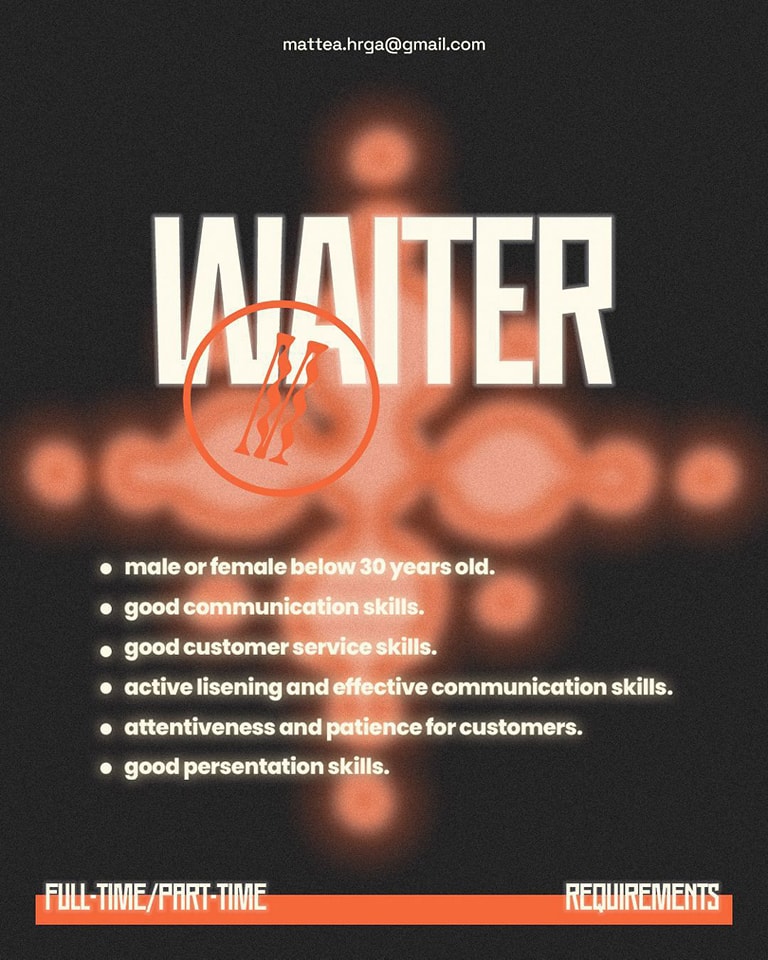 mattea.hrga@gmail.com
WAITER
male or female below 30 years old.
good communication skills.
good customer service skills.
active lisening and effective communication skills.
attentiveness and patience for customers.
good persentation skills.
FULL-TIME/PART-TIME
REQUIREMENTS